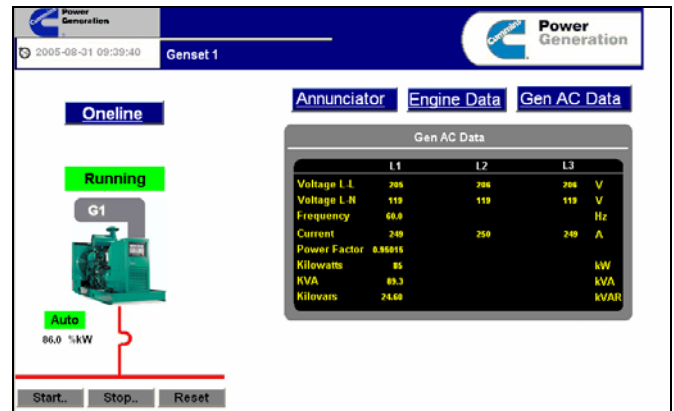 Power
Generation
2005-08-31 09:39:40
Genset 1
Cummins
Power
Generation
Oneline
Annunciator
Engine Data
Gen AC Data
Gen AC Data
L1 L2 L3
Voltage L-L 205 206 206 V
Voltage L-N 119 119 119 V
Frequency 60.0 Hz
Current 249 250 249 A
Power Factor 0.95015
Kilowatts 85 kW
KVA 89.3 kVA
Kilovars 24.60 kVAR
Running
G1
Auto
86.0 %kW
Start.. Stop.. Reset